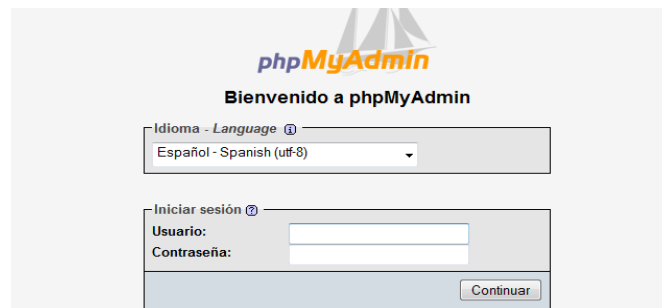 phpMyAdmin
Bienvenido a phpMyAdmin
Idioma - Language
Español - Spanish (utf-8)
Iniciar sesión
Usuario:
Contraseña:
Continuar